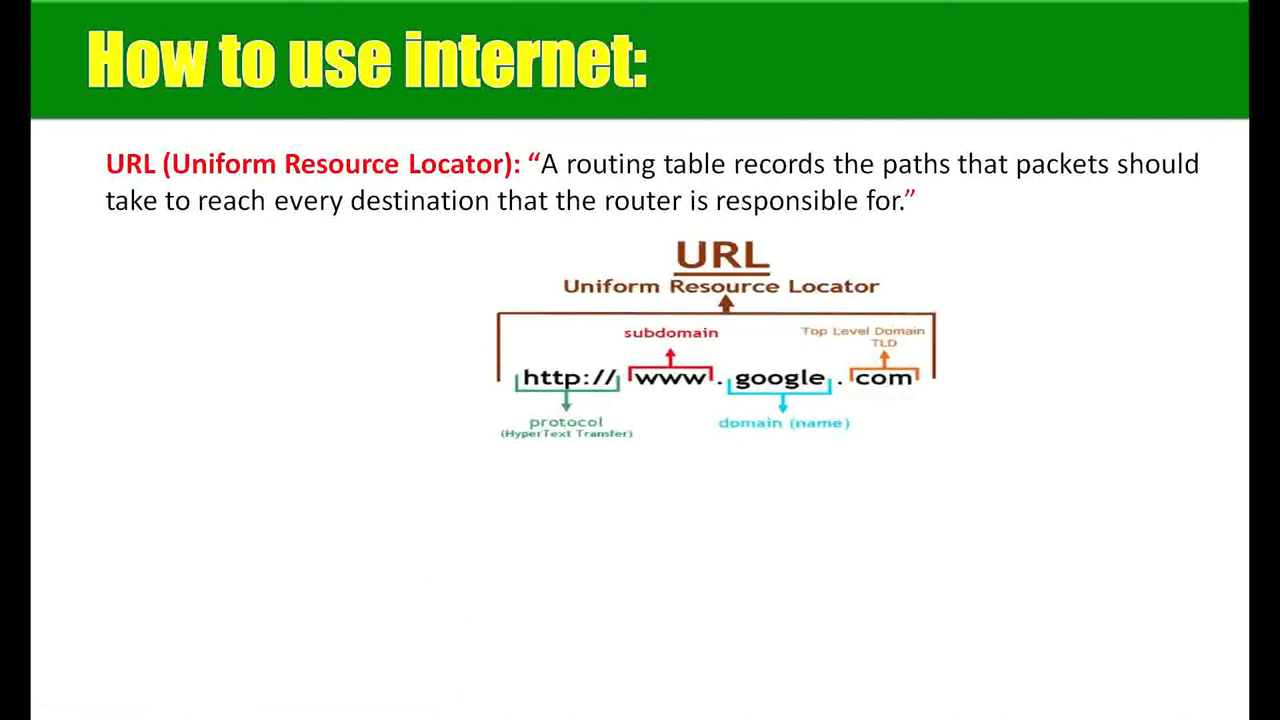 How to use internet:
URL (Uniform Resource Locator): “A routing table records the paths that packets should
take to reach every destination that the router is responsible for.”
URL
Uniform Resource Locator
subdomain
Top Level Domain
TLD
http:// www . google . com
protocol
(HyperText Transfer)
domain (name)